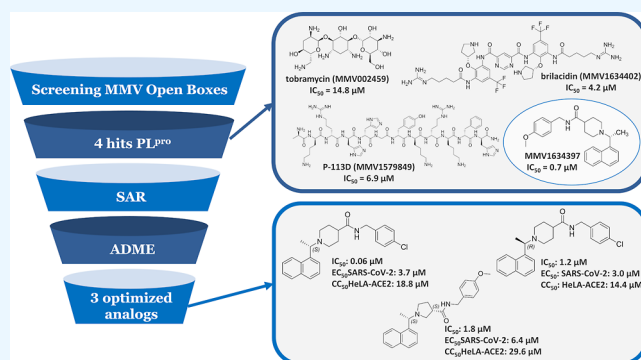 Screening MMV Open Boxes
4 hits PLpro
SAR
ADME
3 optimized
analogs
tobramycin (MMV002459)
IC50 = 14.8 µM
brilacidin (MMV1634402)
IC50 = 4.2 µM
P-113D (MMV1579849)
IC50 = 6.9 µM
MMV1634397
IC50 = 0.7 µM
IC50: 0.06 µM
EC50SARS-CoV-2: 3.7 µM
CC50HeLA-ACE2: 18.8 µM
IC50: 1.2 µM
EC50: SARS-CoV-2: 3.0 µM
CC50: HeLA-ACE2: 14.4 µM
IC50: 1.8 µM
EC50SARS-CoV-2: 6.4 µM
CC50HeLA-ACE2: 29.6 µM